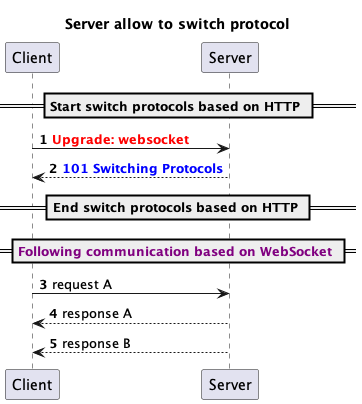 Server allow to switch protocol
Client Server
Start switch protocols based on HTTP
1 Upgrade: websocket
2 101 Switching Protocols
End switch protocols based on HTTP
Following communication based on WebSocket
3 request A
4 response A
5 response B
Client Server